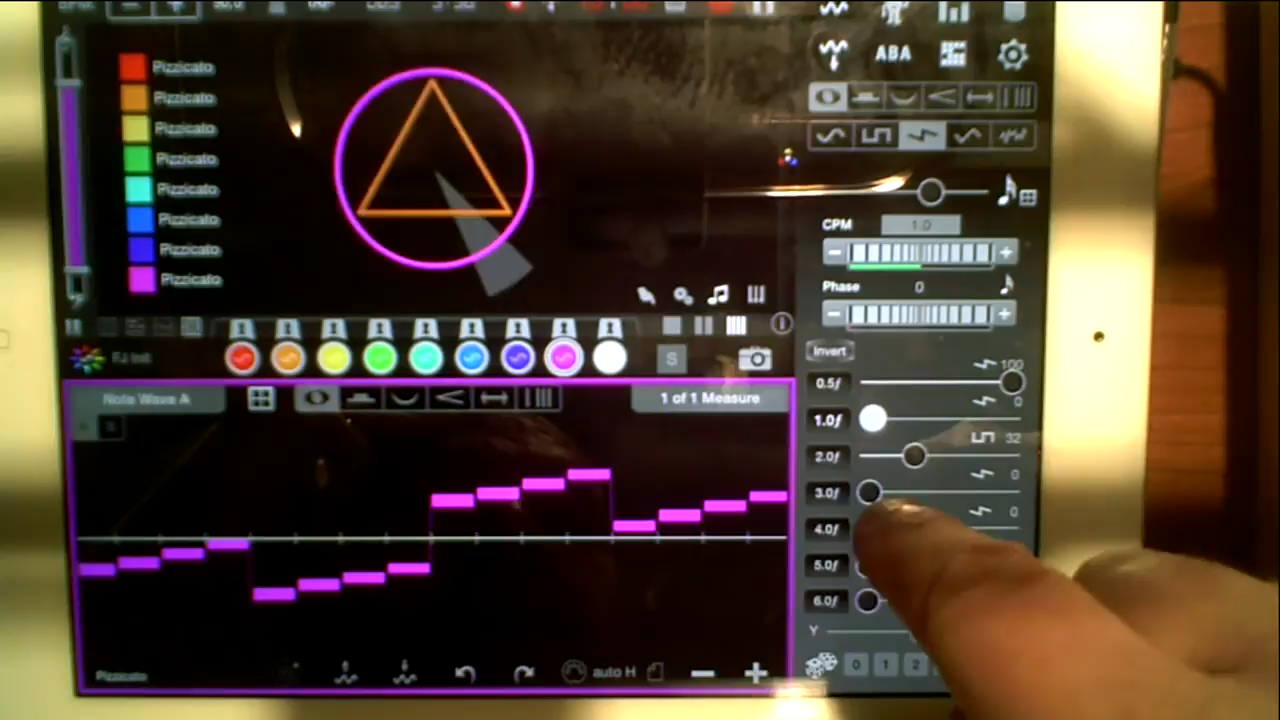 Pizzicato
ABA
Pizzicato
Pizzicato
Pizzicato
Pizzicato
Pizzicato
Pizzicato
Pizzicato
CPM 1.0
- +
Phase 0
- +
S
FJ Init
Invert
100
0.5f
0
1.0f
32
2.0f
0
3.0f
0
4.0f
5.0f
6.0f
Y
0 1 2
Note Wave A
1 of 1 Measure
Pizzicato
auto H